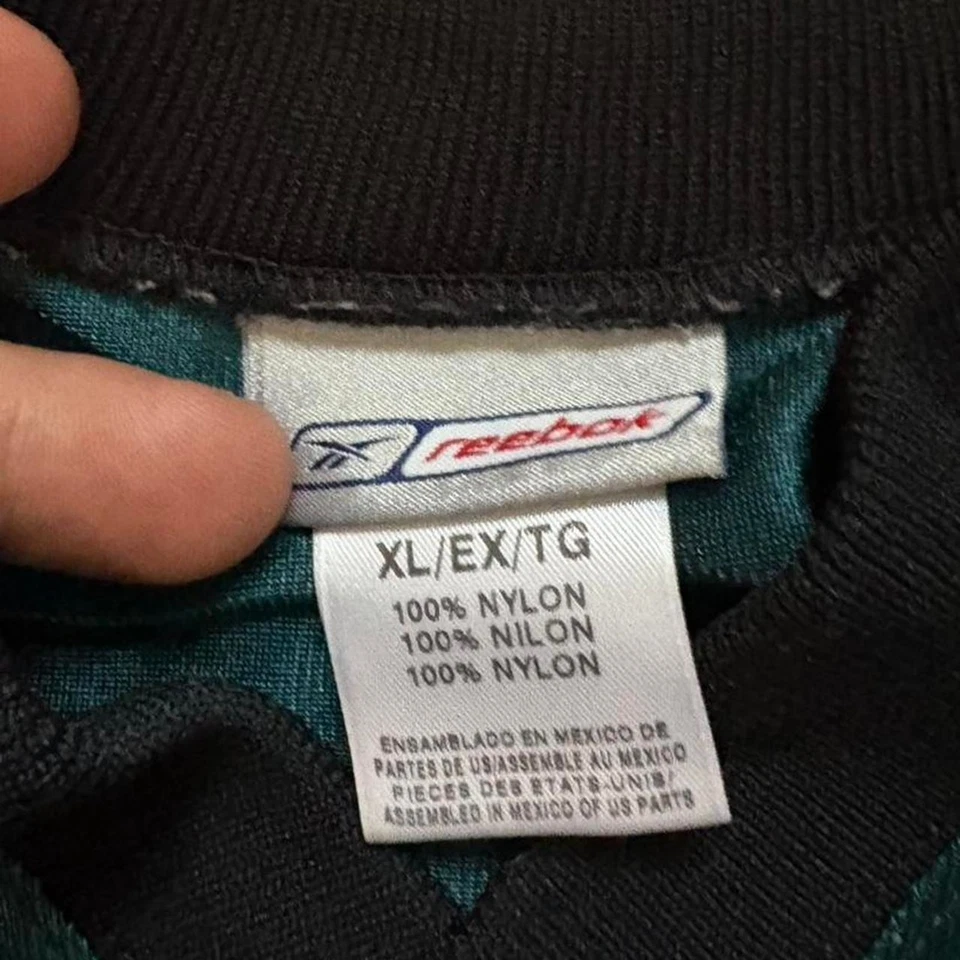 reebok
XL/EX/TG
100% NYLON
100% NILON
100% NYLON
ENSAMBLADO EN MEXICO DE
PARTES DE US/ASSEMBLE AU MEXICO
PIECES DES ETATS-UNIS/
ASSEMBLED IN MEXICO OF US PARTS